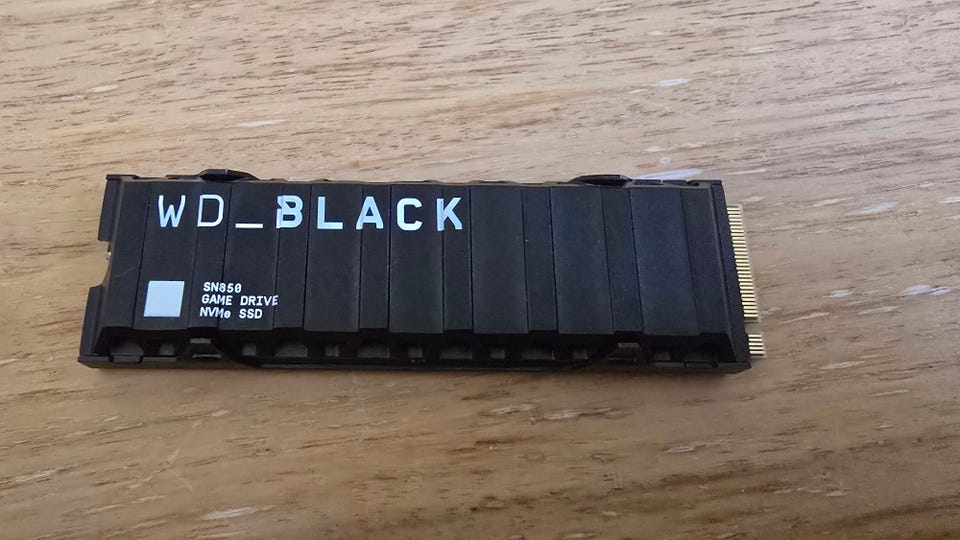 WD_BLACK
SN850
GAME DRIVE
NVMe SSD